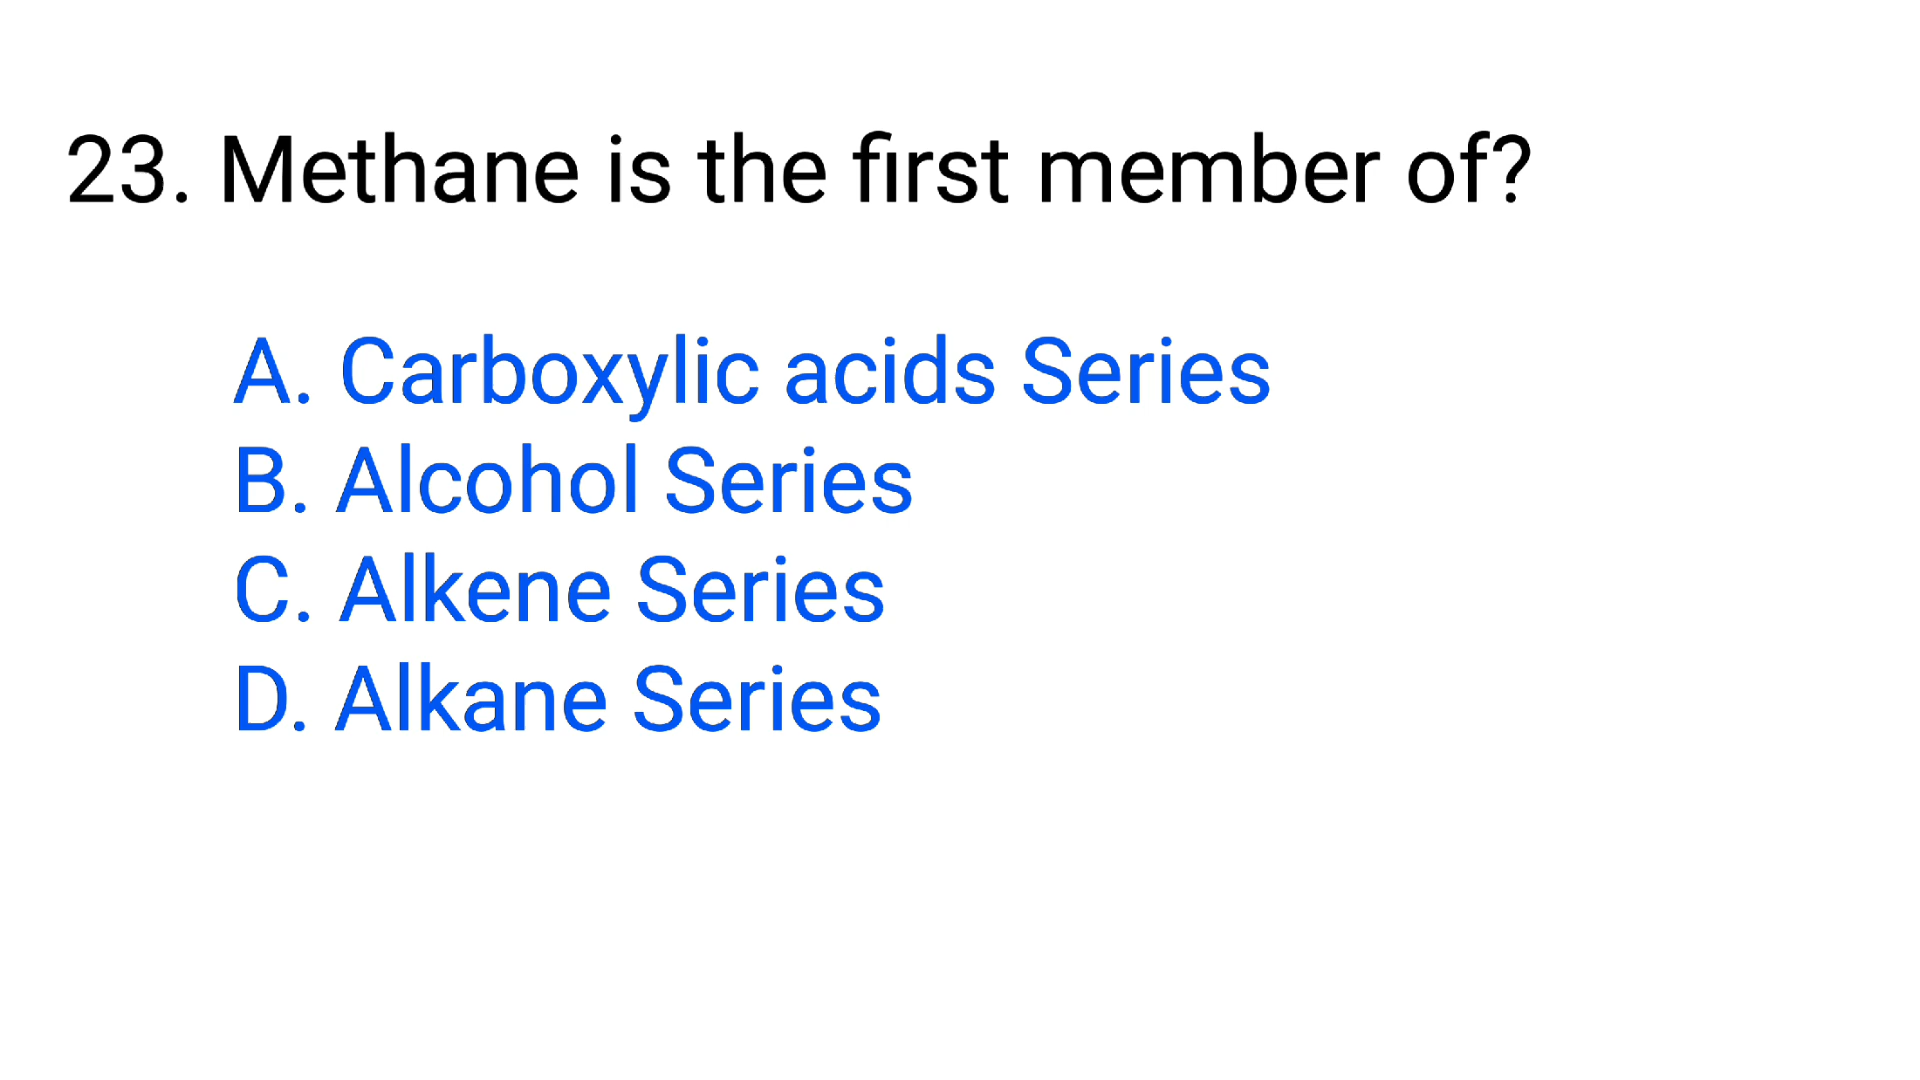 23. Methane is the first member of?
A. Carboxylic acids Series
B. Alcohol Series
C. Alkene Series
D. Alkane Series